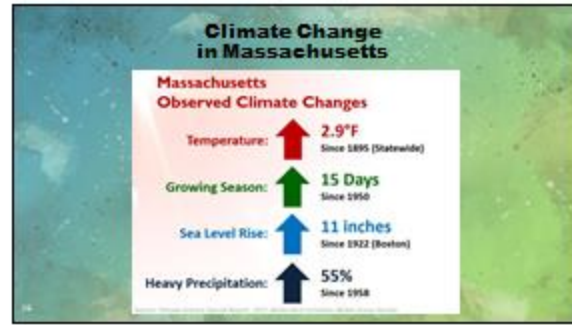 Climate Change
in Massachusetts
Massachusetts
Observed Climate Changes
Temperature: 2.9°F
Since 1895 (Statewide)
Growing Season: 15 Days
Since 1950
Sea Level Rise: 11 inches
Since 1922 (Boston)
Heavy Precipitation: 55%
Since 1958